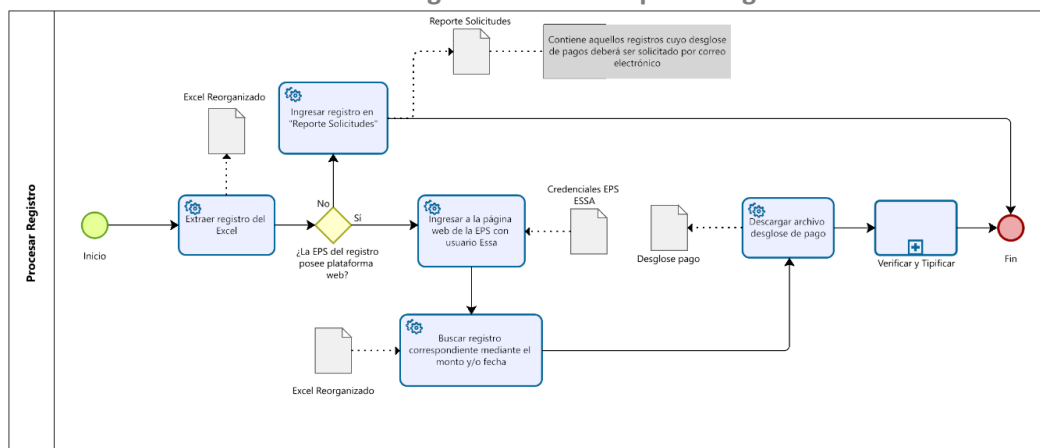 Reporte Solicitudes
Contiene aquellos registros cuyo desglose
de pagos deberá ser solicitado por correo
electrónico
Excel Reorganizado
Ingresar registro en
"Reporte Solicitudes"
Procesar Registro
No
Sí
Credenciales EPS
ESSA
Extraer registro del
Excel
Ingresar a la página
web de la EPS con
usuario Essa
Descargar archivo
desglose de pago
Inicio
¿La EPS del registro
posee plataforma
web?
Desglose pago
Verificar y Tipificar
Fin
Buscar registro
correspondiente mediante el
monto y/o fecha
Excel Reorganizado